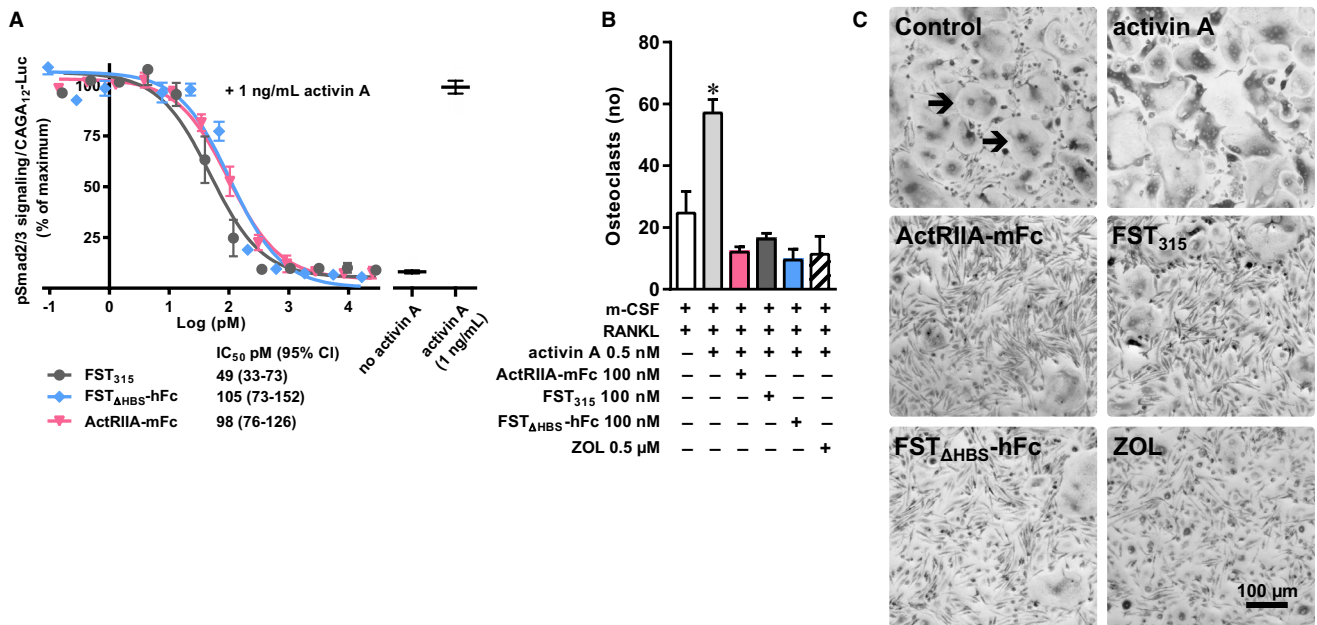 A
pSmad2/3 signaling/CAGA12-Luc
(% of maximum)
100
75
50
25
+ 1 ng/mL activin A
-1 0 1 2 3 4
Log (pM)
no activin A
activin A
(1 ng/mL)
IC50 pM (95% CI)
FST315 49 (33-73)
FSTΔHBS-hFc 105 (73-152)
ActRIIA-mFc 98 (76-126)
B
Osteoclasts (no)
80
60
40
20
0
*
m-CSF + + + + + +
RANKL + + + + + +
activin A 0.5 nM – + + + + +
ActRIIA-mFc 100 nM – – + – – –
FST315 100 nM – – – + – –
FSTΔHBS-hFc 100 nM – – – – + –
ZOL 0.5 µM – – – – – +
C
Control
activin A
ActRIIA-mFc
FST315
FSTΔHBS-hFc
ZOL
100 µm